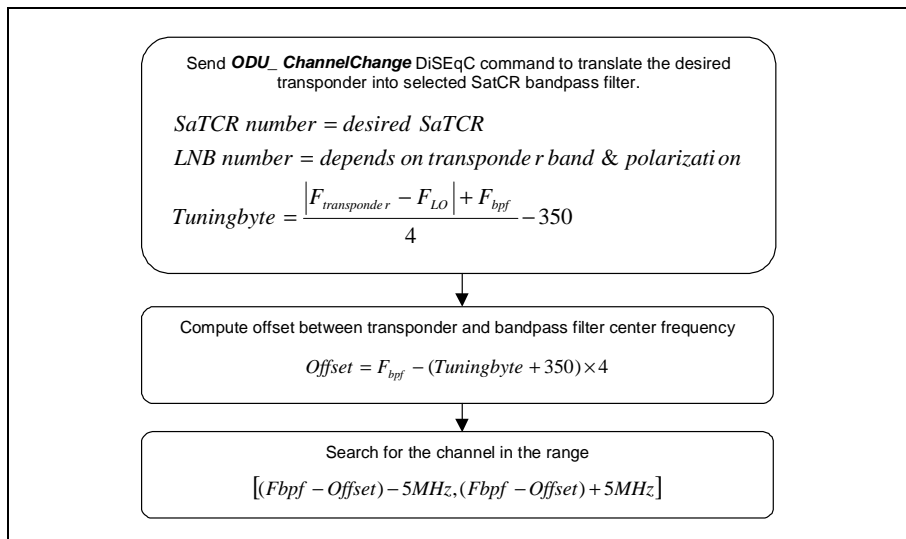 Send ODU_ ChannelChange DiSEqC command to translate the desired
transponder into selected SatCR bandpass filter.
SaTCR number = desired SaTCR
LNB number = depends on transponder band & polarization
Tuningbyte = (|F_transponder − F_LO| + F_bpf) / 4 − 350
Compute offset between transponder and bandpass filter center frequency
Offset = F_bpf − (Tuningbyte + 350) × 4
Search for the channel in the range
[(Fbpf − Offset) − 5MHz, (Fbpf − Offset) + 5MHz]